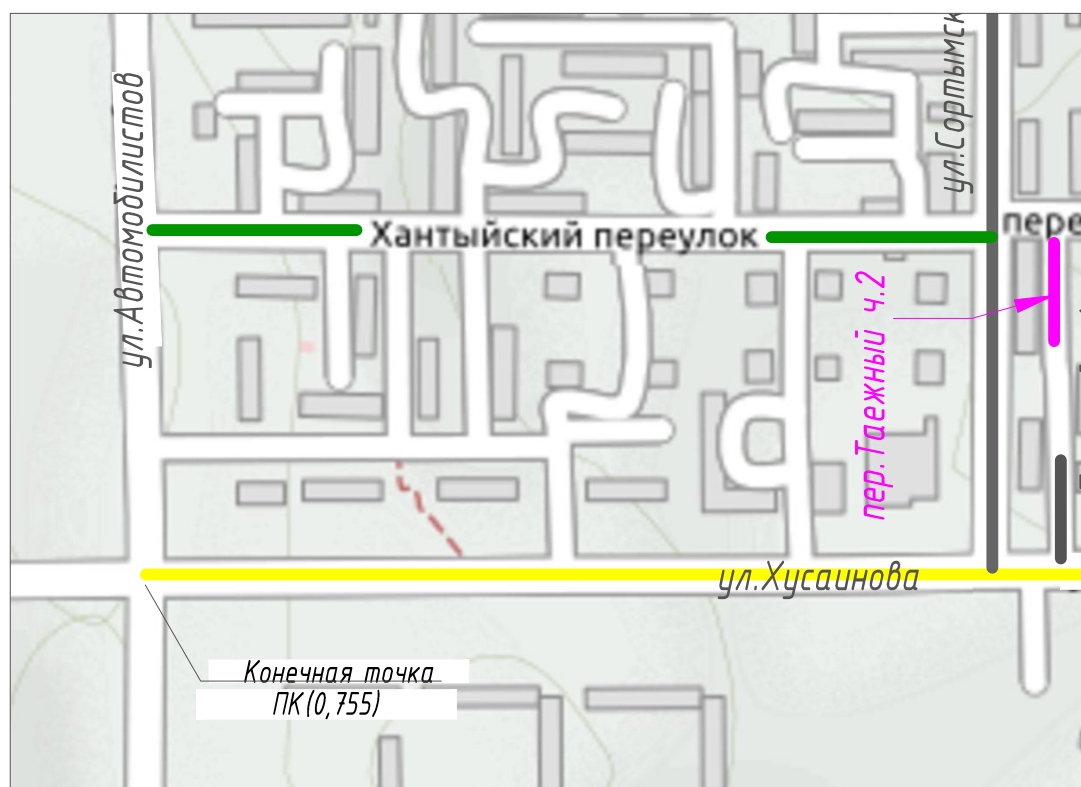 ул.Автомобилистов
ул.Сортымск
Хантыйский переулок
пере
пер.Таежный ч.2
ул.Хусаинова
Конечная точка
ПК(0,755)